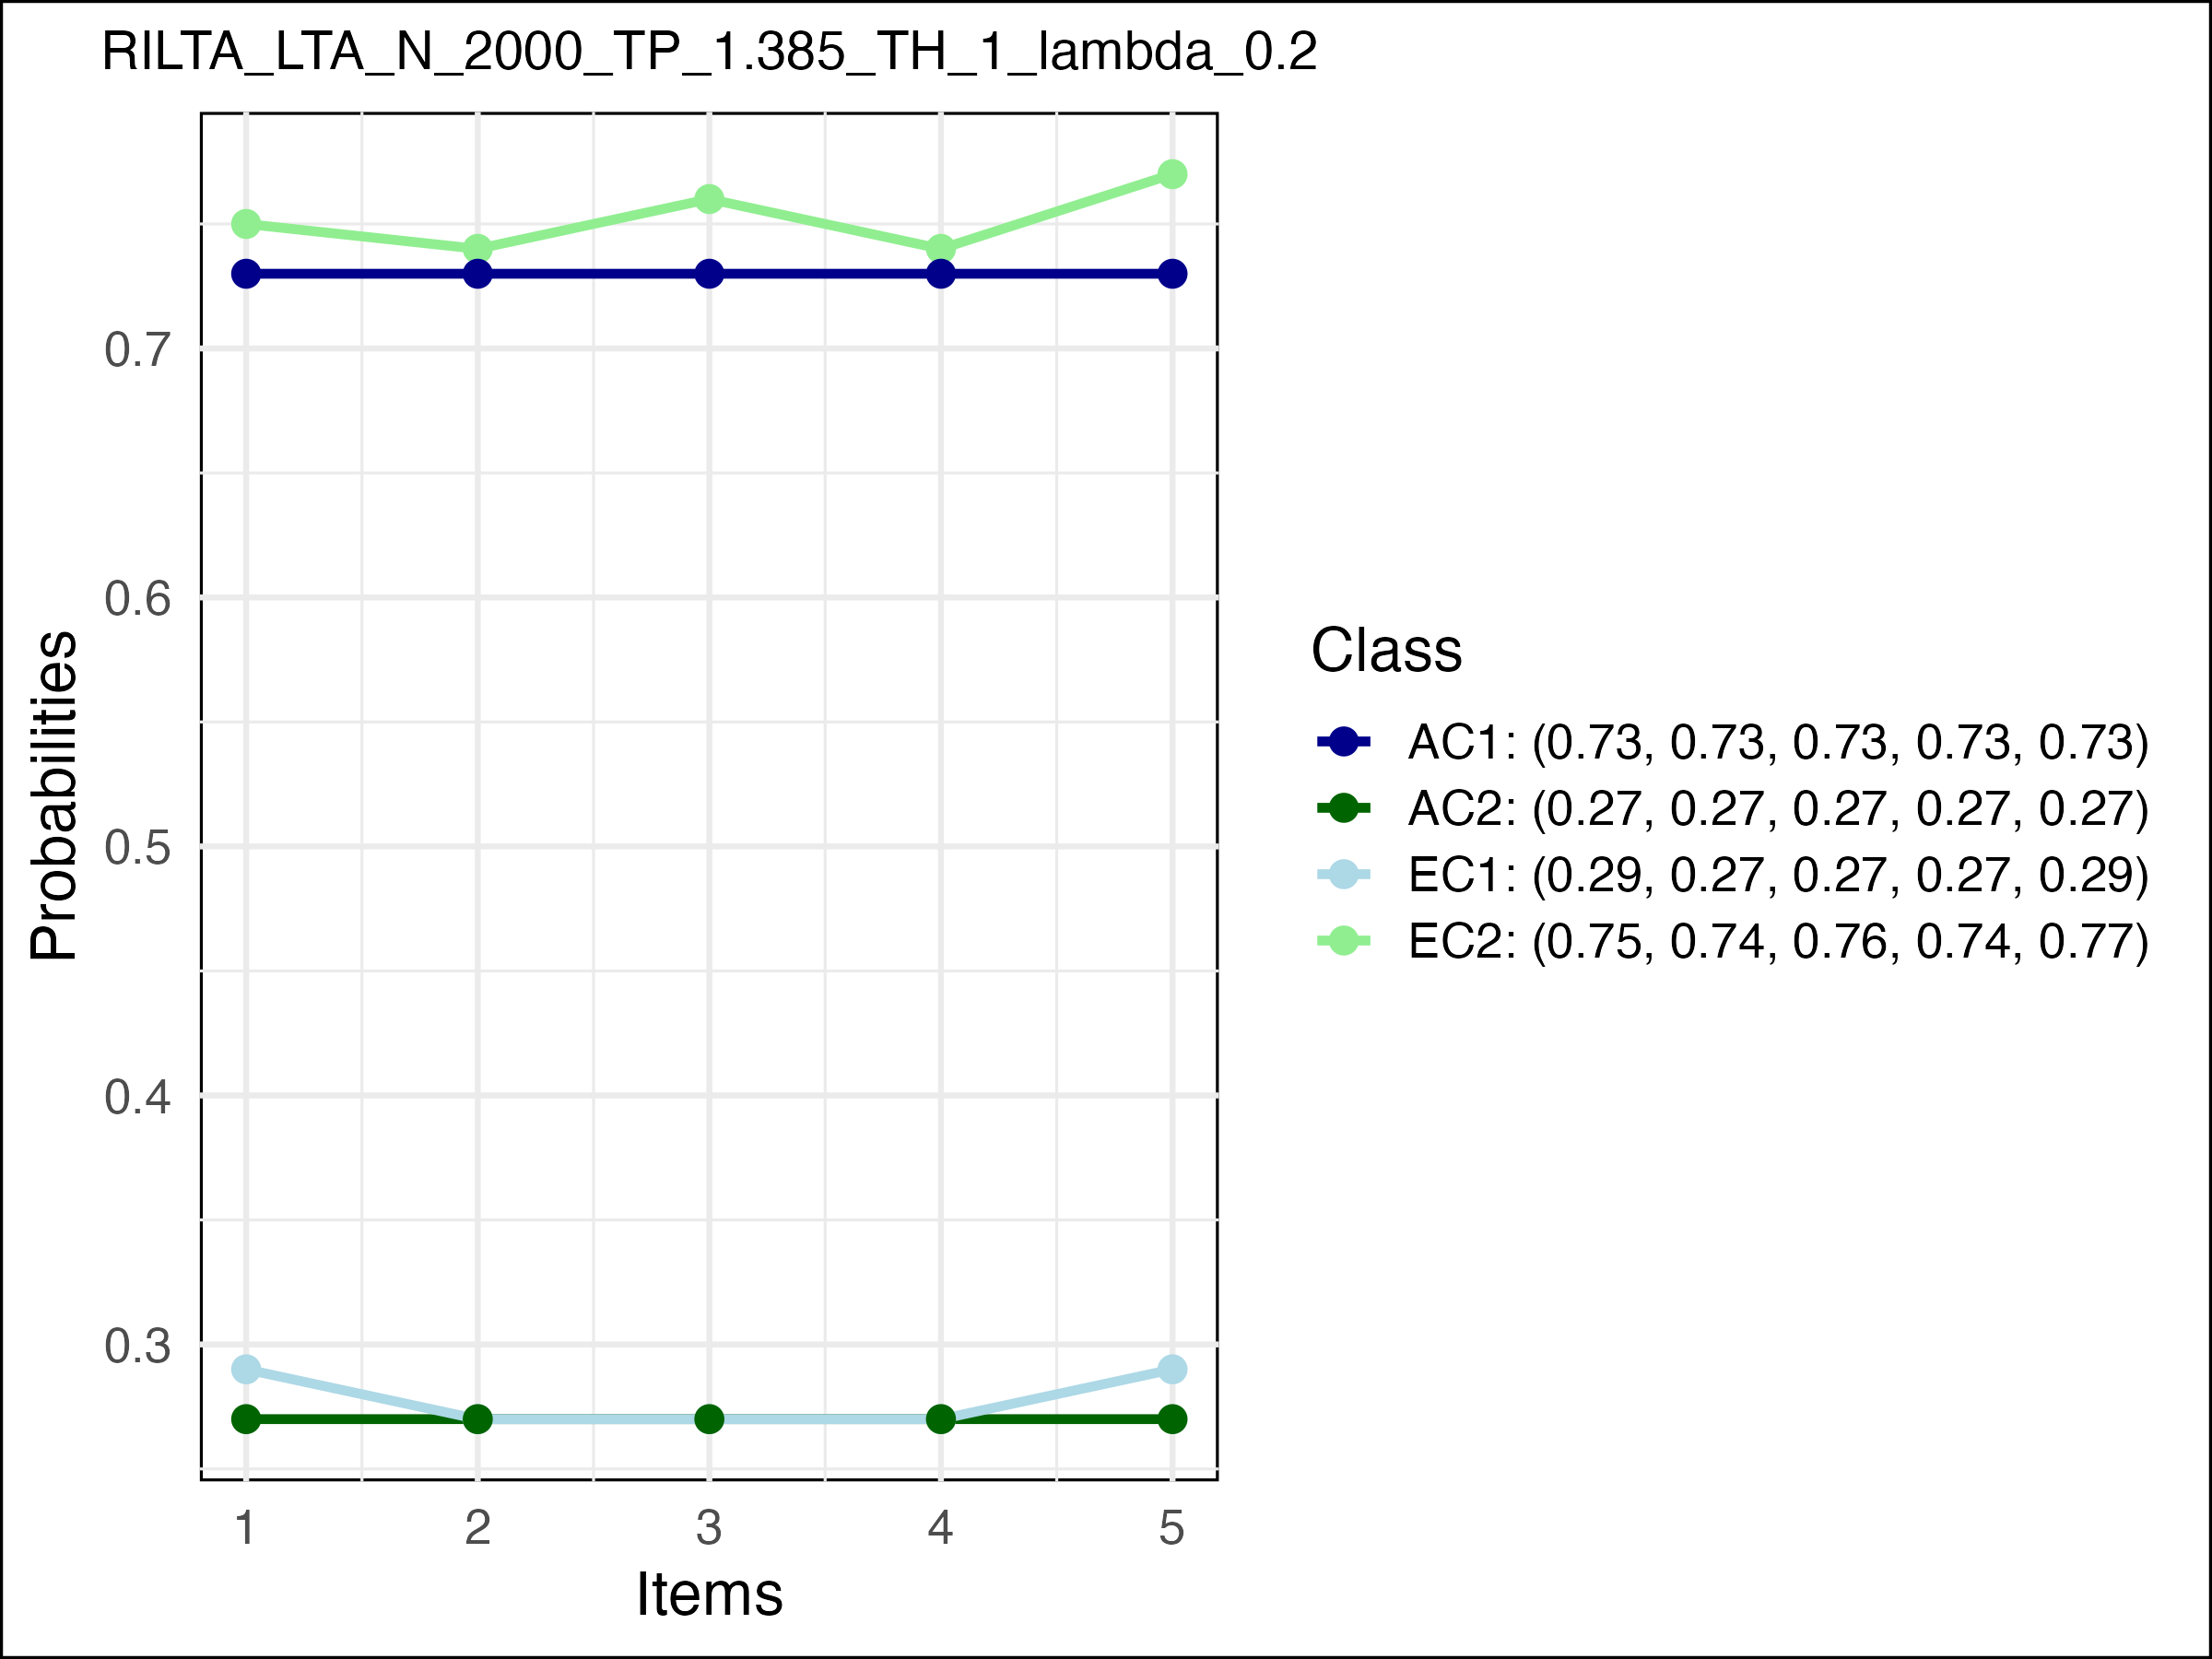 RILTA_LTA_N_2000_TP_1.385_TH_1_lambda_0.2
Probabilities
0.7
0.6
0.5
0.4
0.3
1 2 3 4 5
Items
Class
AC1: (0.73, 0.73, 0.73, 0.73, 0.73)
AC2: (0.27, 0.27, 0.27, 0.27, 0.27)
EC1: (0.29, 0.27, 0.27, 0.27, 0.29)
EC2: (0.75, 0.74, 0.76, 0.74, 0.77)